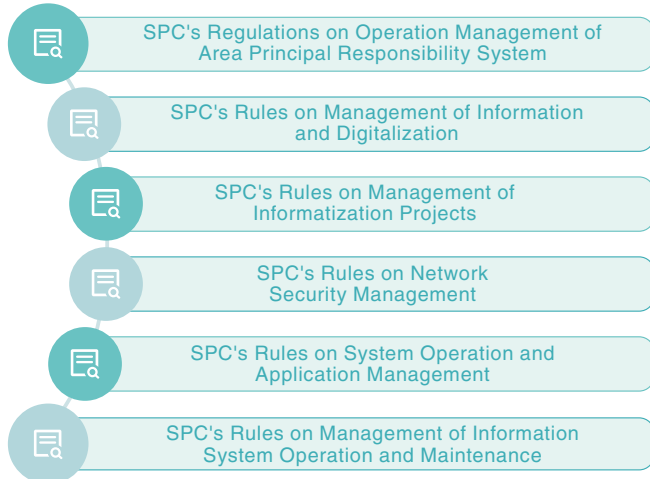 SPC's Regulations on Operation Management of
Area Principal Responsibility System
SPC's Rules on Management of Information
and Digitalization
SPC's Rules on Management of
Informatization Projects
SPC's Rules on Network
Security Management
SPC's Rules on System Operation and
Application Management
SPC's Rules on Management of Information
System Operation and Maintenance